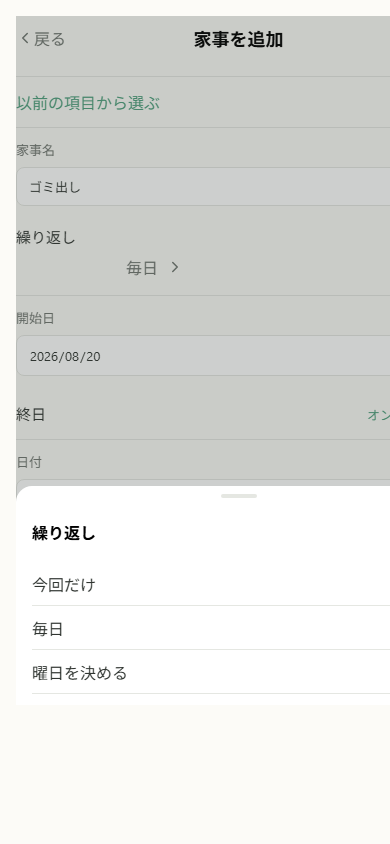 戻る
家事を追加
以前の項目から選ぶ
家事名
ゴミ出し
繰り返し
毎日
開始日
2026/08/20
終日
オン
日付
繰り返し
今回だけ
毎日
曜日を決める